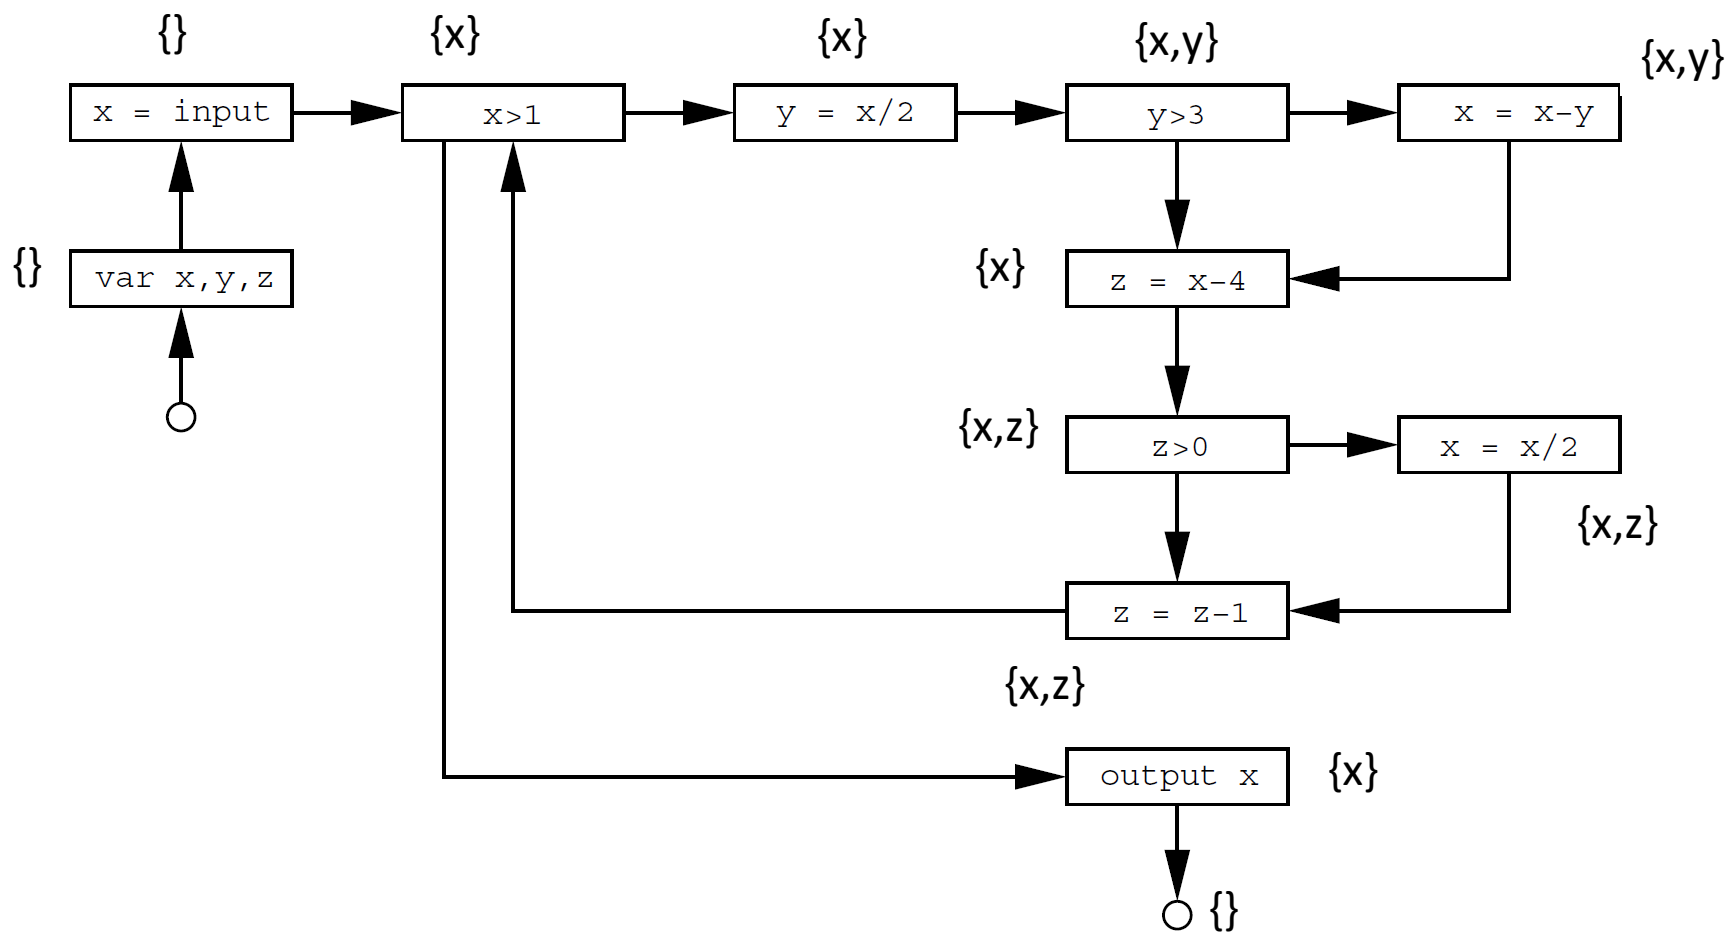 {} {x} {x} {x,y} {x,y}
x = input x>1 y = x/2 y>3 x = x-y
{} var x,y,z {x} z = x-4
{x,z} z>0 x = x/2
{x,z}
z = z-1
{x,z}
output x {x}
{}